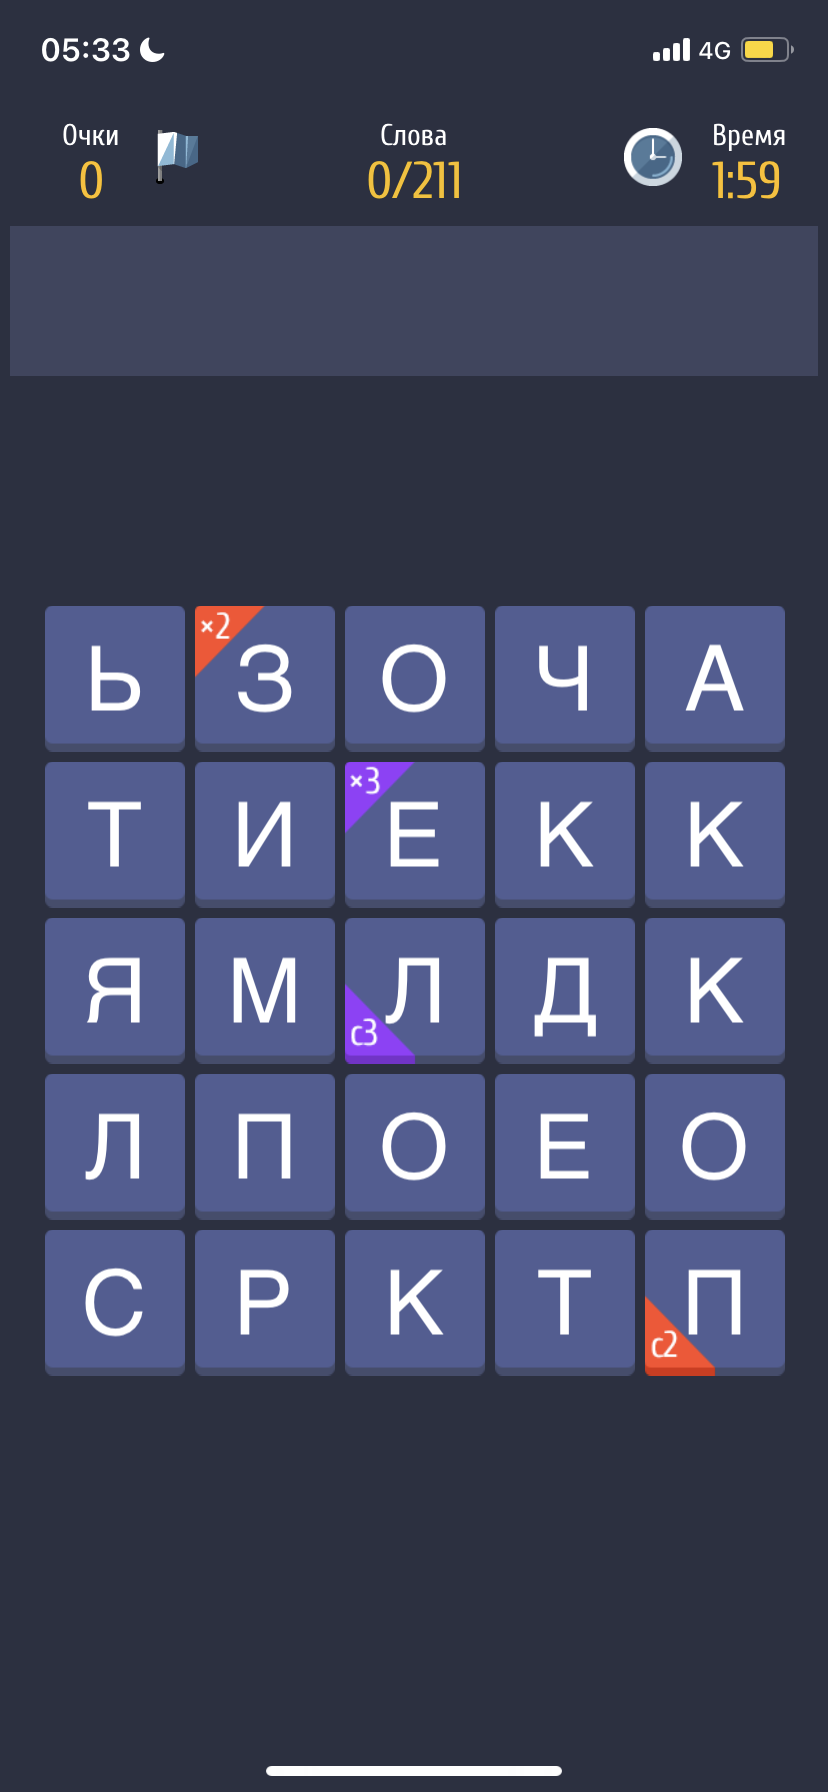 05:33 4G
Очки Слова Время
0 0/211 1:59
Ь ×2 З О Ч А
Т И ×3 Е К К
Я М с3 Л Д К
Л П О Е О
С Р К Т с2 П